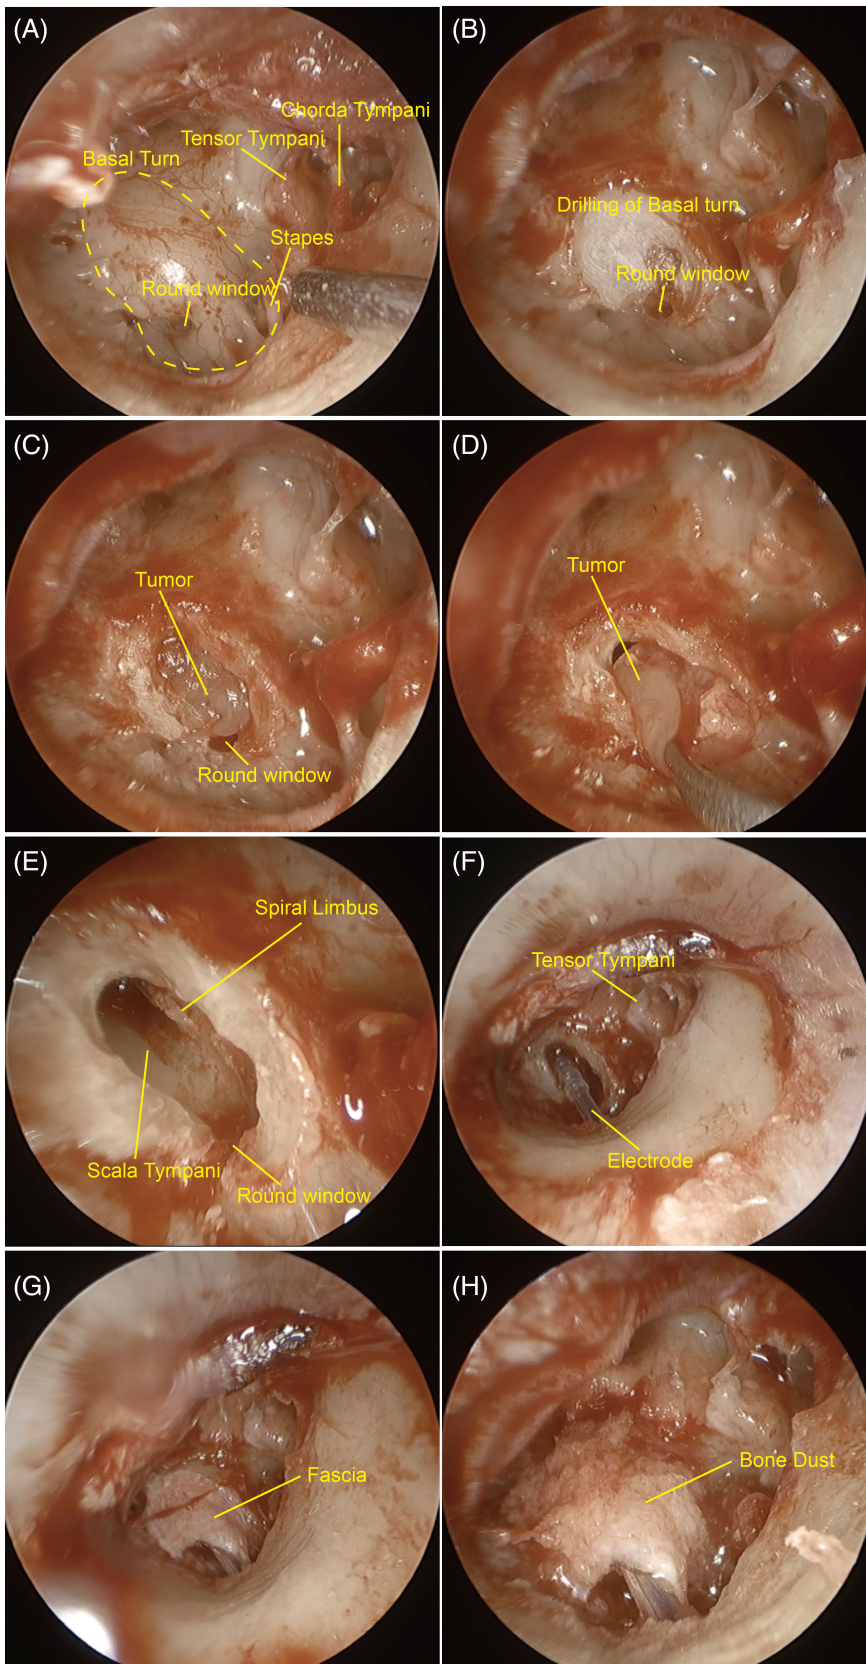 (A)
Chorda Tympani
Tensor Tympani
Basal Turn
Stapes
Round window
(B)
Drilling of Basal turn
Round window
(C)
Tumor
Round window
(D)
Tumor
(E)
Spiral Limbus
Scala Tympani
Round window
(F)
Tensor Tympani
Electrode
(G)
Fascia
(H)
Bone Dust